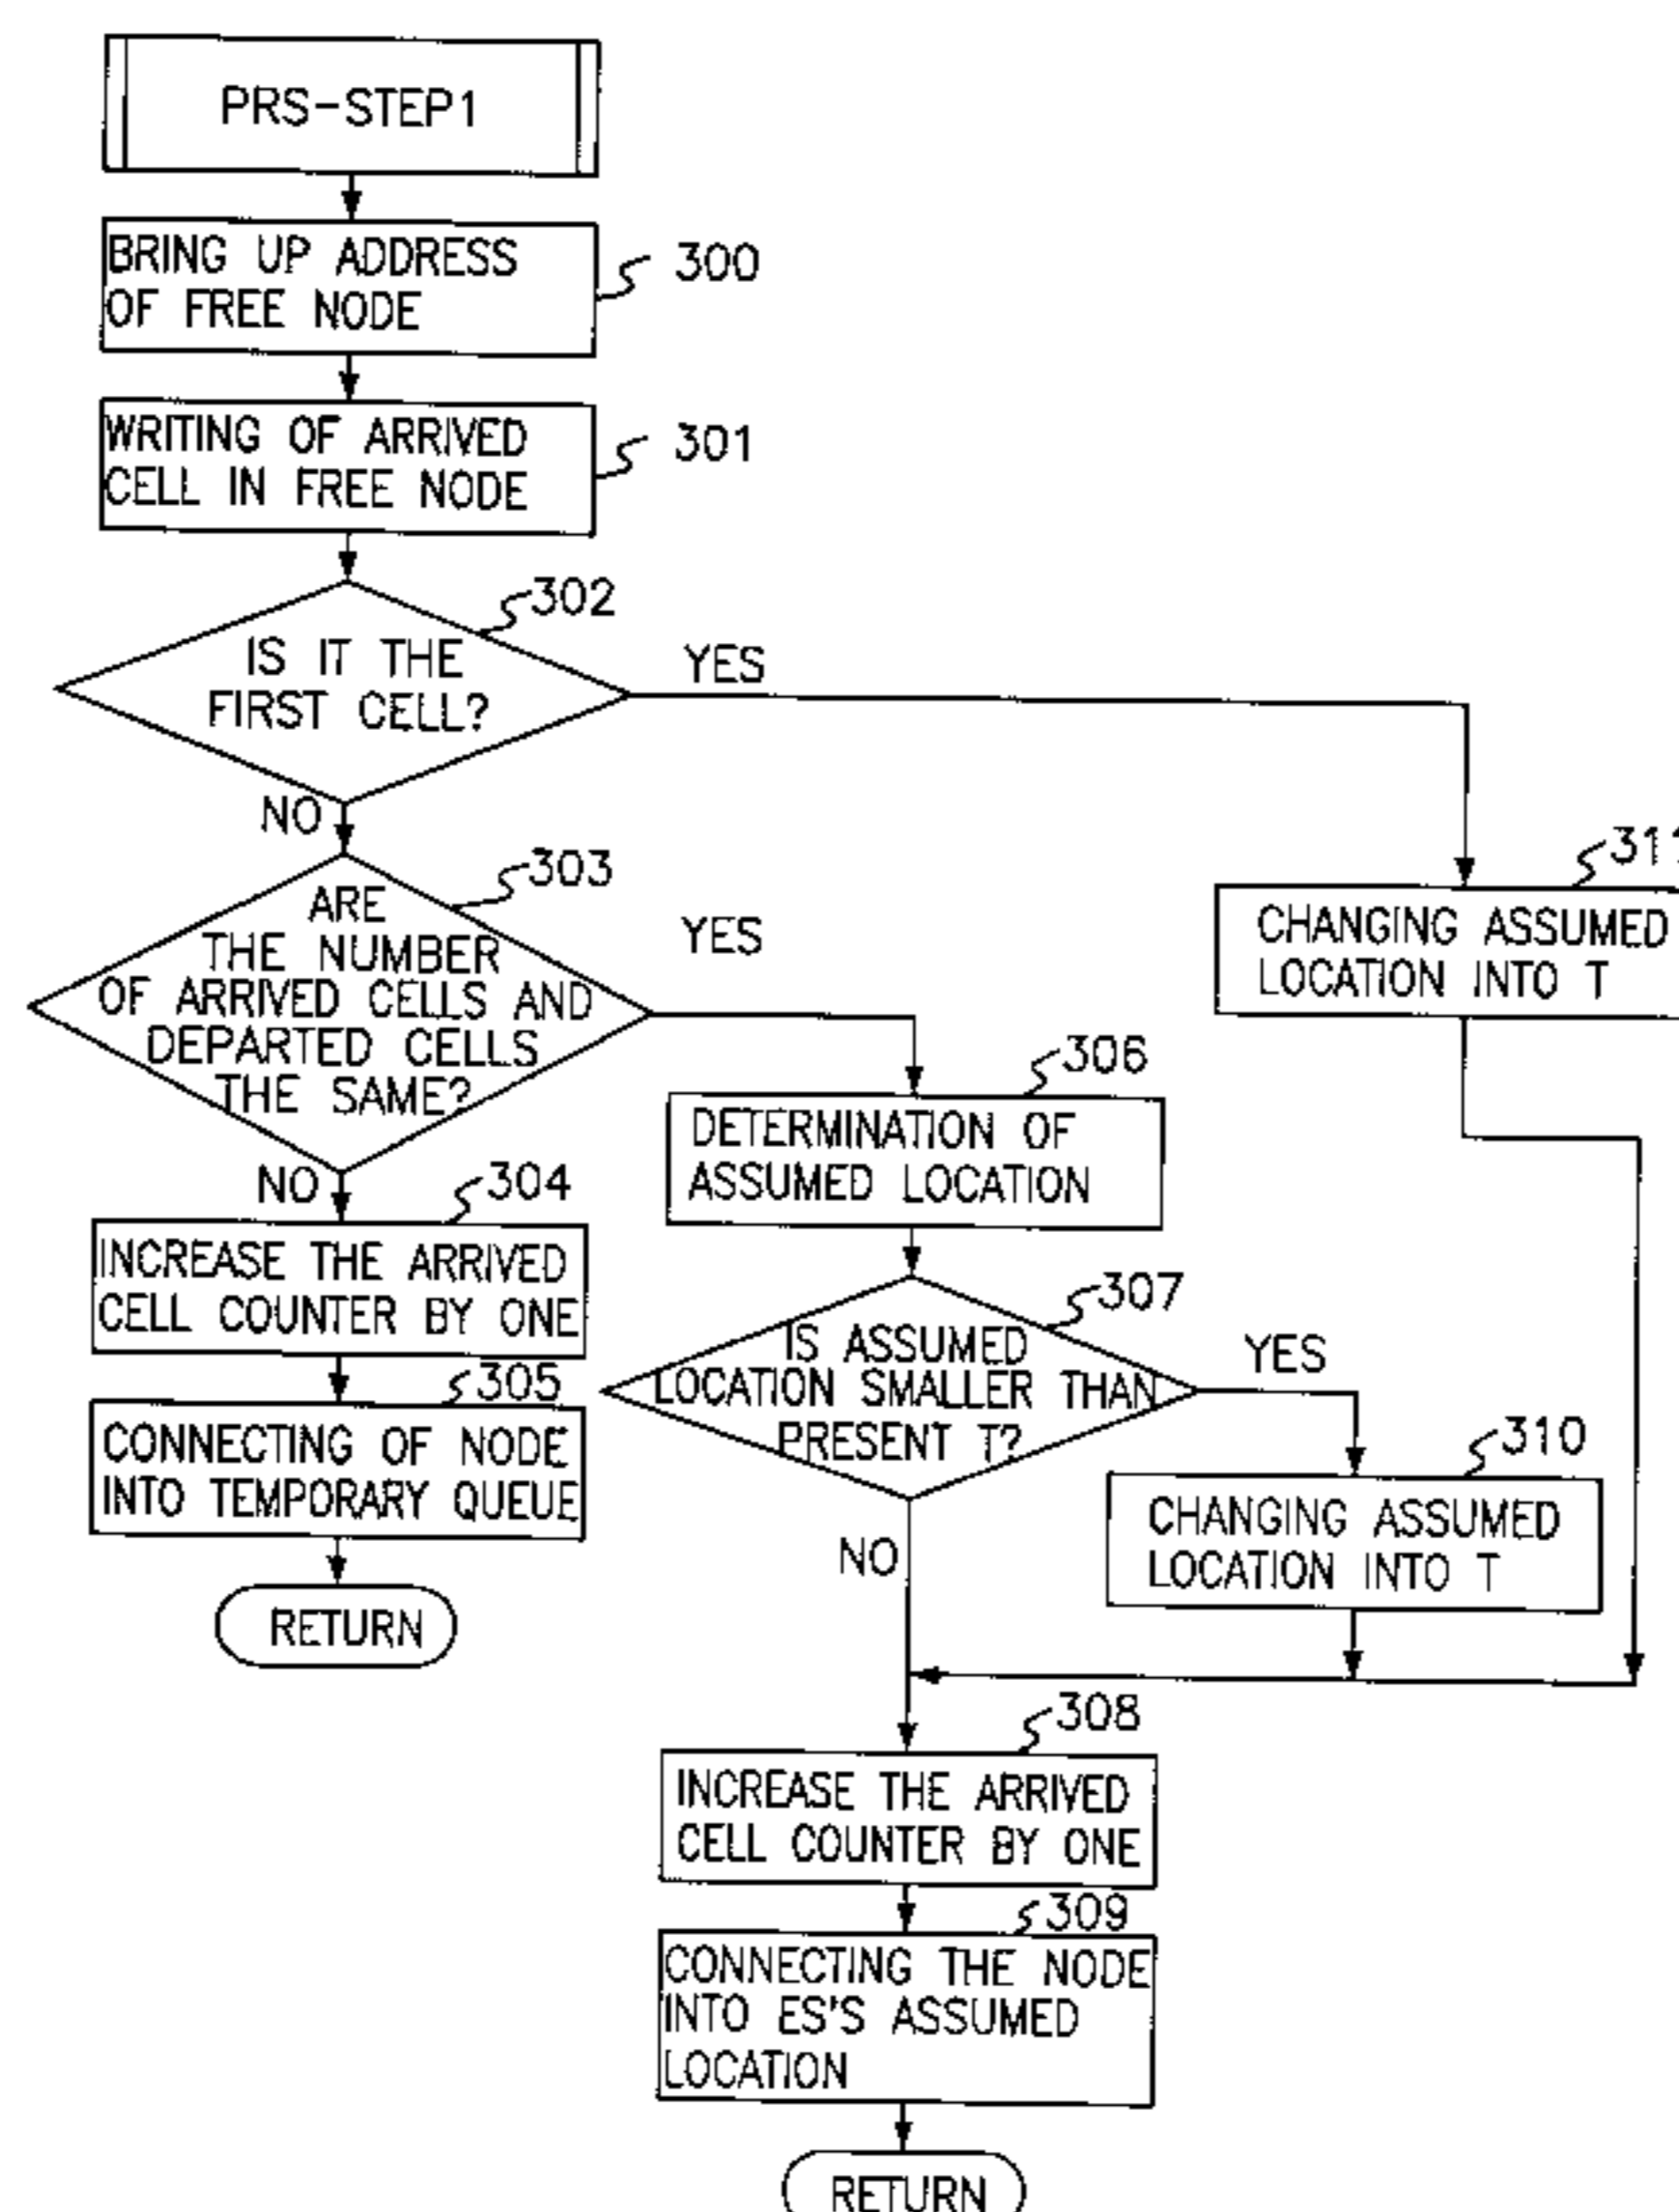 PRS-STEP1
BRING UP ADDRESS
OF FREE NODE
300
WRITING OF ARRIVED
CELL IN FREE NODE
301
302
IS IT THE
FIRST CELL?
YES
NO
303
ARE
THE NUMBER
OF ARRIVED CELLS AND
DEPARTED CELLS
THE SAME?
YES
311
CHANGING ASSUMED
LOCATION INTO T
306
DETERMINATION OF
ASSUMED LOCATION
NO
304
INCREASE THE ARRIVED
CELL COUNTER BY ONE
305
CONNECTING OF NODE
INTO TEMPORARY QUEUE
RETURN
307
IS ASSUMED
LOCATION SMALLER THAN
PRESENT T?
YES
310
CHANGING ASSUMED
LOCATION INTO T
NO
308
INCREASE THE ARRIVED
CELL COUNTER BY ONE
309
CONNECTING THE NODE
INTO ES'S ASSUMED
LOCATION
RETURN